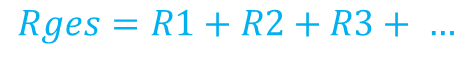 Rges = R1 + R2 + R3 + ...